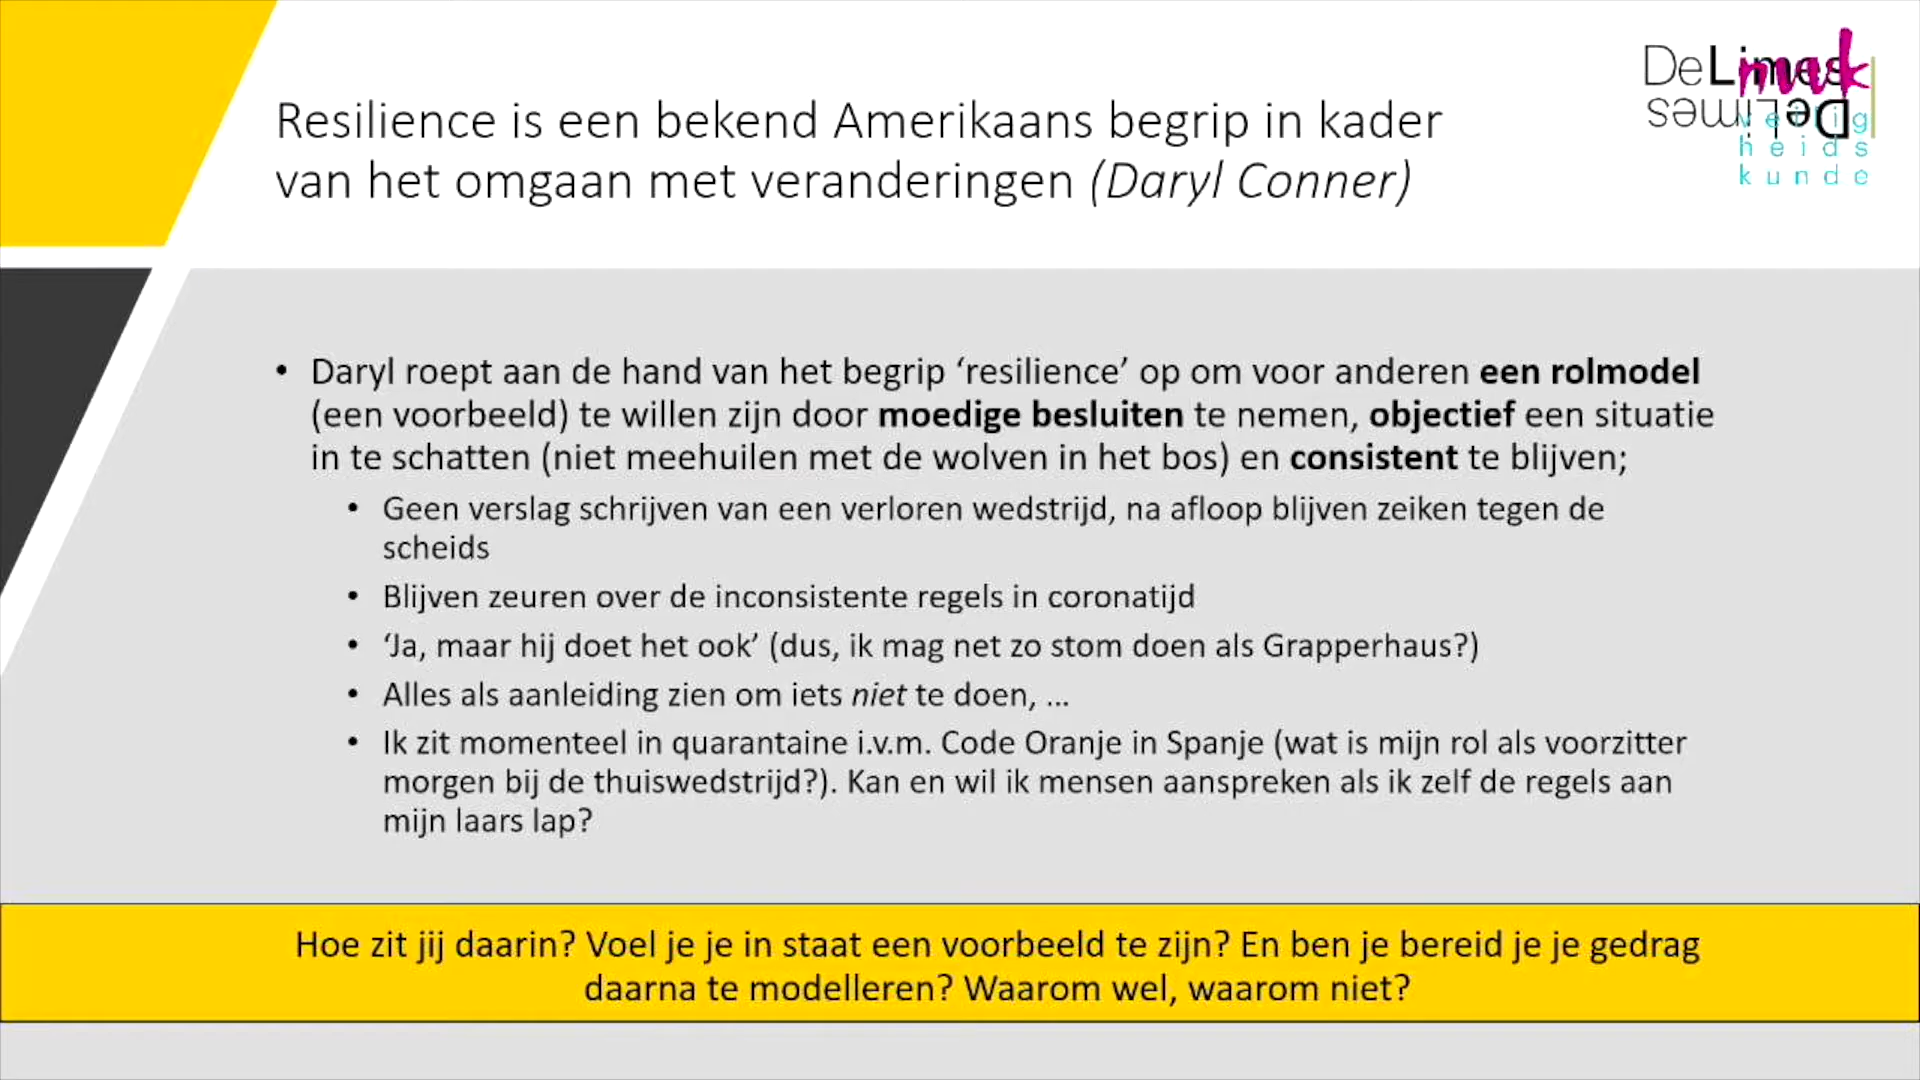 Resilience is een bekend Amerikaans begrip in kader
van het omgaan met veranderingen (Daryl Conner)
DeLimes
mwk
DeLimes
veilig
heids
kunde
• Daryl roept aan de hand van het begrip ‘resilience’ op om voor anderen een rolmodel
(een voorbeeld) te willen zijn door moedige besluiten te nemen, objectief een situatie
in te schatten (niet meehuilen met de wolven in het bos) en consistent te blijven;
• Geen verslag schrijven van een verloren wedstrijd, na afloop blijven zeiken tegen de
scheids
• Blijven zeuren over de inconsistente regels in coronatijd
• ‘Ja, maar hij doet het ook’ (dus, ik mag net zo stom doen als Grapperhaus?)
• Alles als aanleiding zien om iets niet te doen, ...
• Ik zit momenteel in quarantaine i.v.m. Code Oranje in Spanje (wat is mijn rol als voorzitter
morgen bij de thuiswedstrijd?). Kan en wil ik mensen aanspreken als ik zelf de regels aan
mijn laars lap?
Hoe zit jij daarin? Voel je je in staat een voorbeeld te zijn? En ben je bereid je je gedrag
daarna te modelleren? Waarom wel, waarom niet?